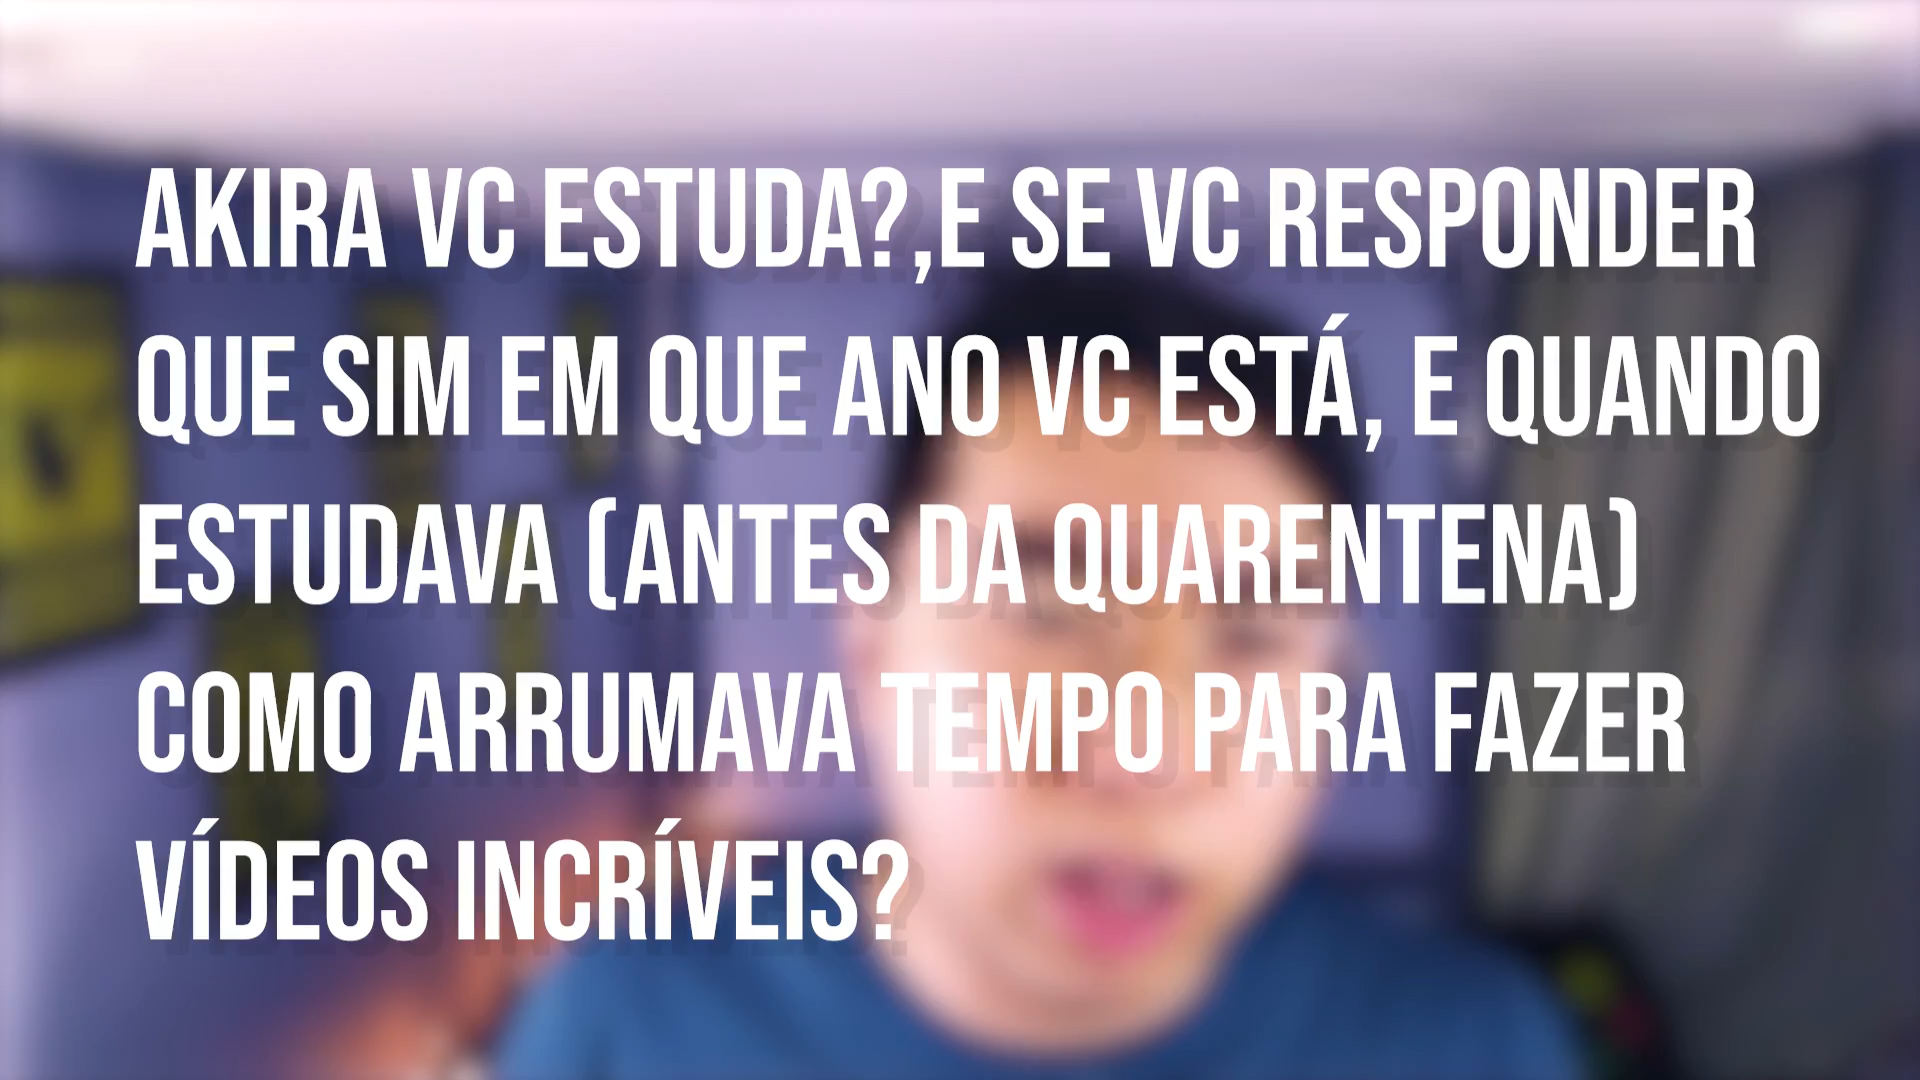 AKIRA VC ESTUDA?,E SE VC RESPONDER
QUE SIM EM QUE ANO VC ESTÁ, E QUANDO
ESTUDAVA (ANTES DA QUARENTENA)
COMO ARRUMAVA TEMPO PARA FAZER
VÍDEOS INCRÍVEIS?